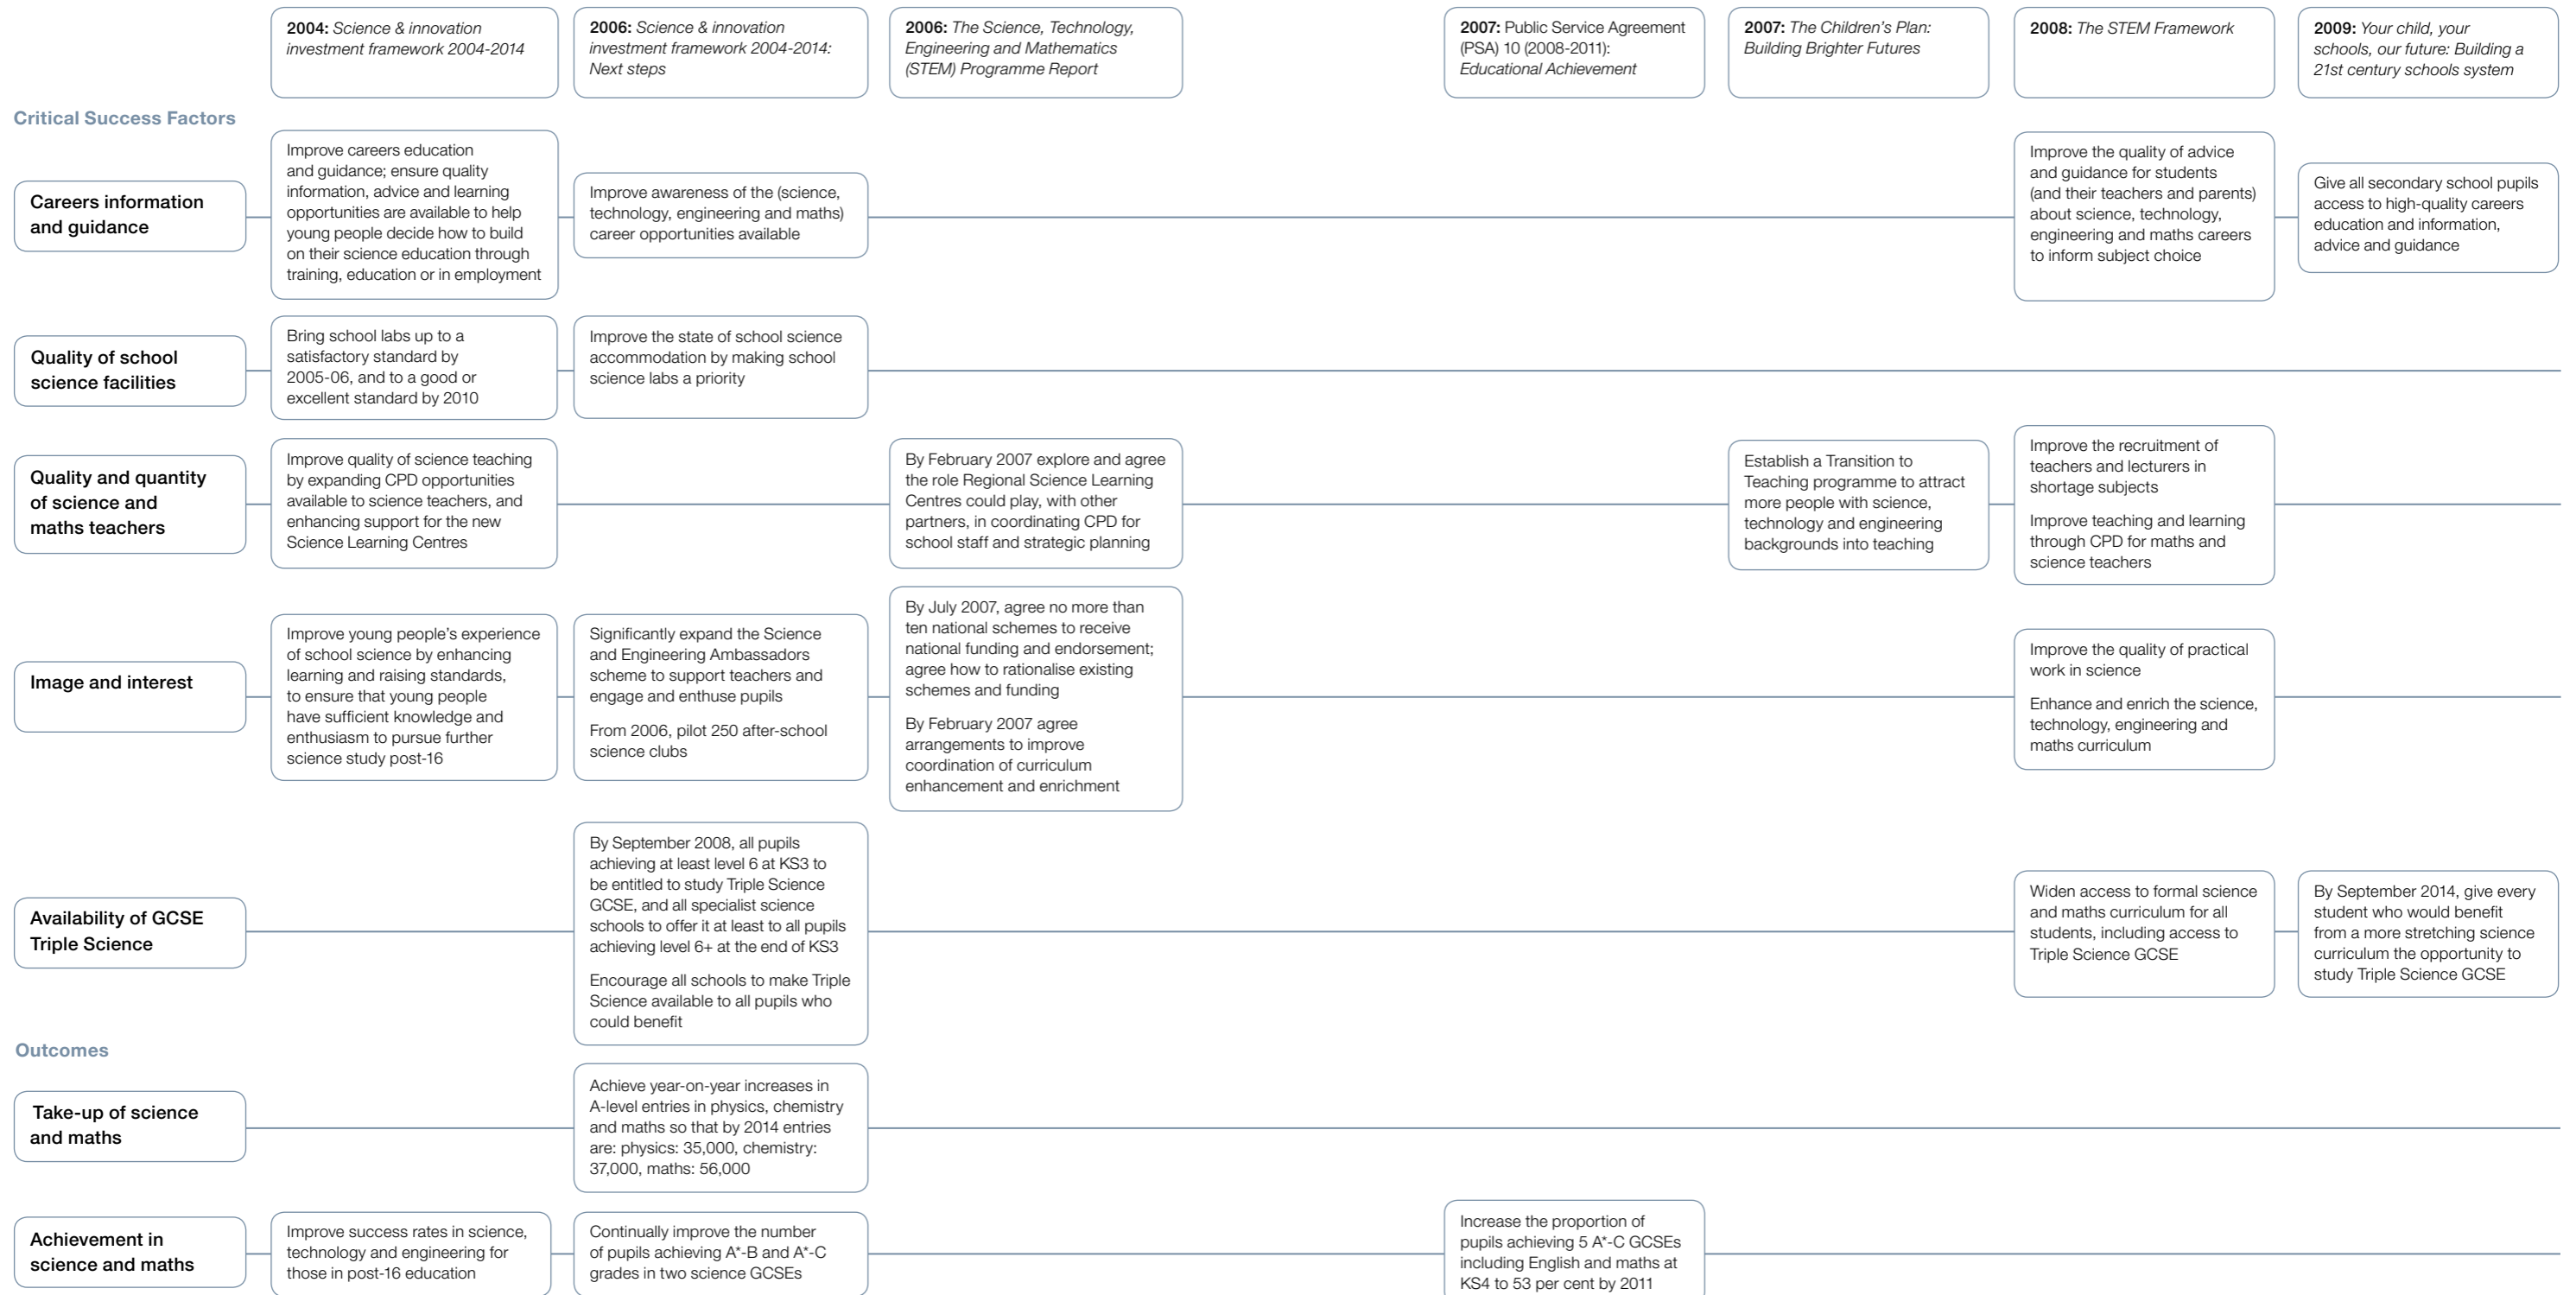 2004: Science & innovation
investment framework 2004-2014
2006: Science & innovation
investment framework 2004-2014:
Next steps
2006: The Science, Technology,
Engineering and Mathematics
(STEM) Programme Report
2007: Public Service Agreement
(PSA) 10 (2008-2011):
Educational Achievement
2007: The Children's Plan:
Building Brighter Futures
2008: The STEM Framework
2009: Your child, your
schools, our future: Building a
21st century schools system
Critical Success Factors
Careers information
and guidance
Improve careers education
and guidance; ensure quality
information, advice and learning
opportunities are available to help
young people decide how to build
on their science education through
training, education or in employment
Improve awareness of the (science,
technology, engineering and maths)
career opportunities available
Improve the quality of advice
and guidance for students
(and their teachers and parents)
about science, technology,
engineering and maths careers
to inform subject choice
Give all secondary school pupils
access to high-quality careers
education and information,
advice and guidance
Quality of school
science facilities
Bring school labs up to a
satisfactory standard by
2005-06, and to a good or
excellent standard by 2010
Improve the state of school science
accommodation by making school
science labs a priority
Quality and quantity
of science and
maths teachers
Improve quality of science teaching
by expanding CPD opportunities
available to science teachers, and
enhancing support for the new
Science Learning Centres
By February 2007 explore and agree
the role Regional Science Learning
Centres could play, with other
partners, in coordinating CPD for
school staff and strategic planning
Establish a Transition to
Teaching programme to attract
more people with science,
technology and engineering
backgrounds into teaching
Improve the recruitment of
teachers and lecturers in
shortage subjects
Improve teaching and learning
through CPD for maths and
science teachers
Image and interest
Improve young people's experience
of school science by enhancing
learning and raising standards,
to ensure that young people
have sufficient knowledge and
enthusiasm to pursue further
science study post-16
Significantly expand the Science
and Engineering Ambassadors
scheme to support teachers and
engage and enthuse pupils
From 2006, pilot 250 after-school
science clubs
By July 2007, agree no more than
ten national schemes to receive
national funding and endorsement;
agree how to rationalise existing
schemes and funding
By February 2007 agree
arrangements to improve
coordination of curriculum
enhancement and enrichment
Improve the quality of practical
work in science
Enhance and enrich the science,
technology, engineering and
maths curriculum
Availability of GCSE
Triple Science
By September 2008, all pupils
achieving at least level 6 at KS3 to
be entitled to study Triple Science
GCSE, and all specialist science
schools to offer it at least to all pupils
achieving level 6+ at the end of KS3
Encourage all schools to make Triple
Science available to all pupils who
could benefit
Widen access to formal science
and maths curriculum for all
students, including access to
Triple Science GCSE
By September 2014, give every
student who would benefit
from a more stretching science
curriculum the opportunity to
study Triple Science GCSE
Outcomes
Take-up of science
and maths
Achieve year-on-year increases in
A-level entries in physics, chemistry
and maths so that by 2014 entries
are: physics: 35,000, chemistry:
37,000, maths: 56,000
Achievement in
science and maths
Improve success rates in science,
technology and engineering for
those in post-16 education
Continually improve the number
of pupils achieving A*-B and A*-C
grades in two science GCSEs
Increase the proportion of
pupils achieving 5 A*-C GCSEs
including English and maths at
KS4 to 53 per cent by 2011